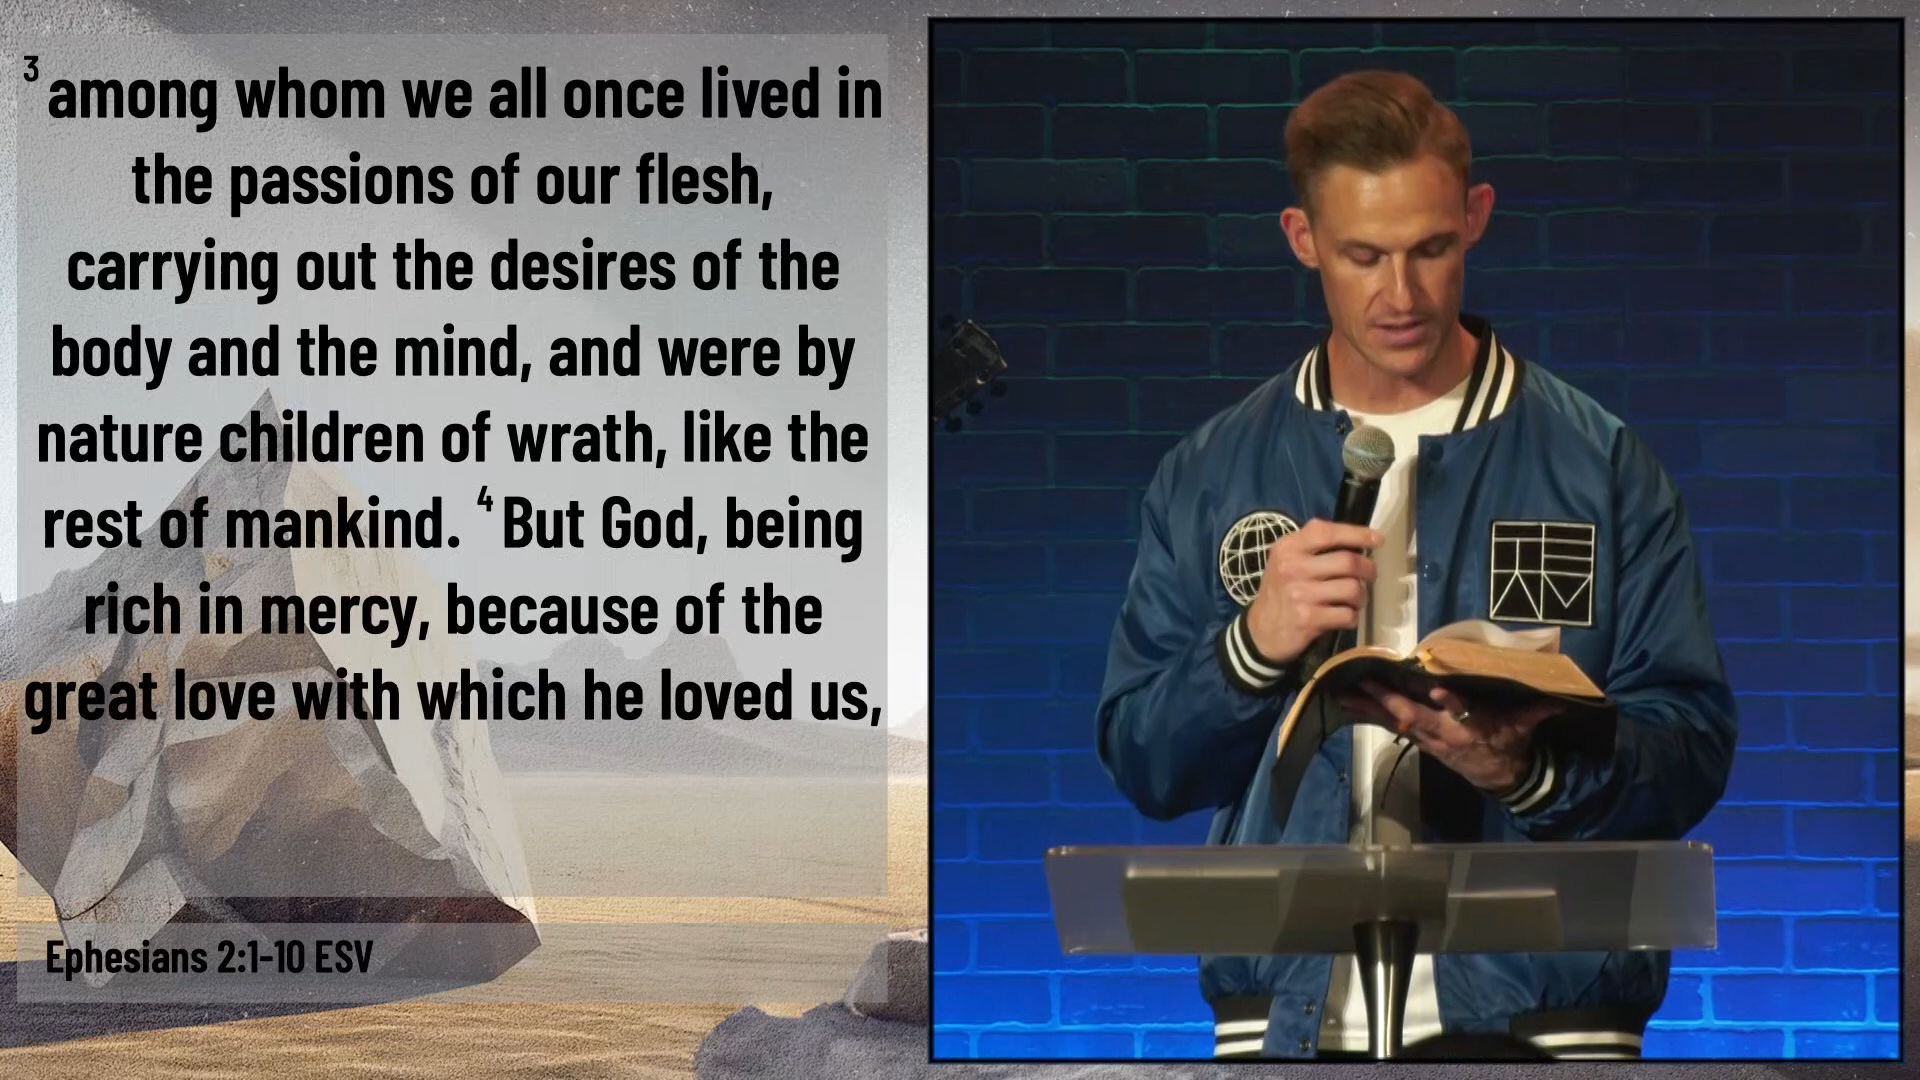 3 among whom we all once lived in
the passions of our flesh,
carrying out the desires of the
body and the mind, and were by
nature children of wrath, like the
rest of mankind. 4 But God, being
rich in mercy, because of the
great love with which he loved us,
Ephesians 2:1-10 ESV